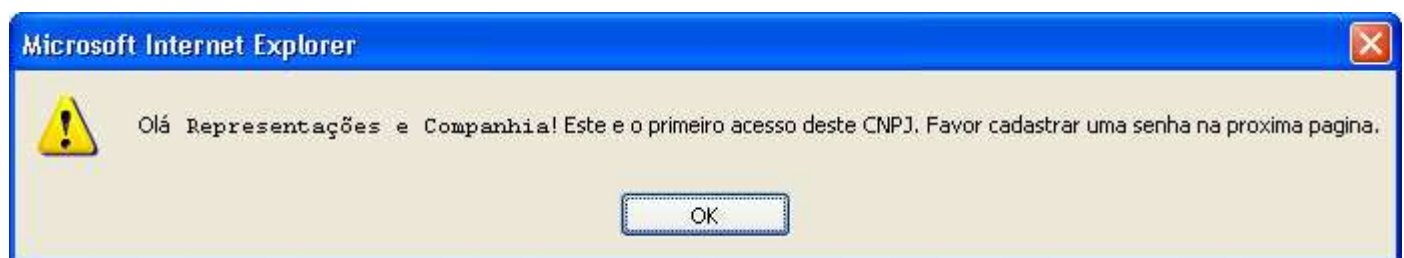 Microsoft Internet Explorer
Olá Representações e Companhia! Este e o primeiro acesso deste CNPJ. Favor cadastrar uma senha na proxima pagina.
OK